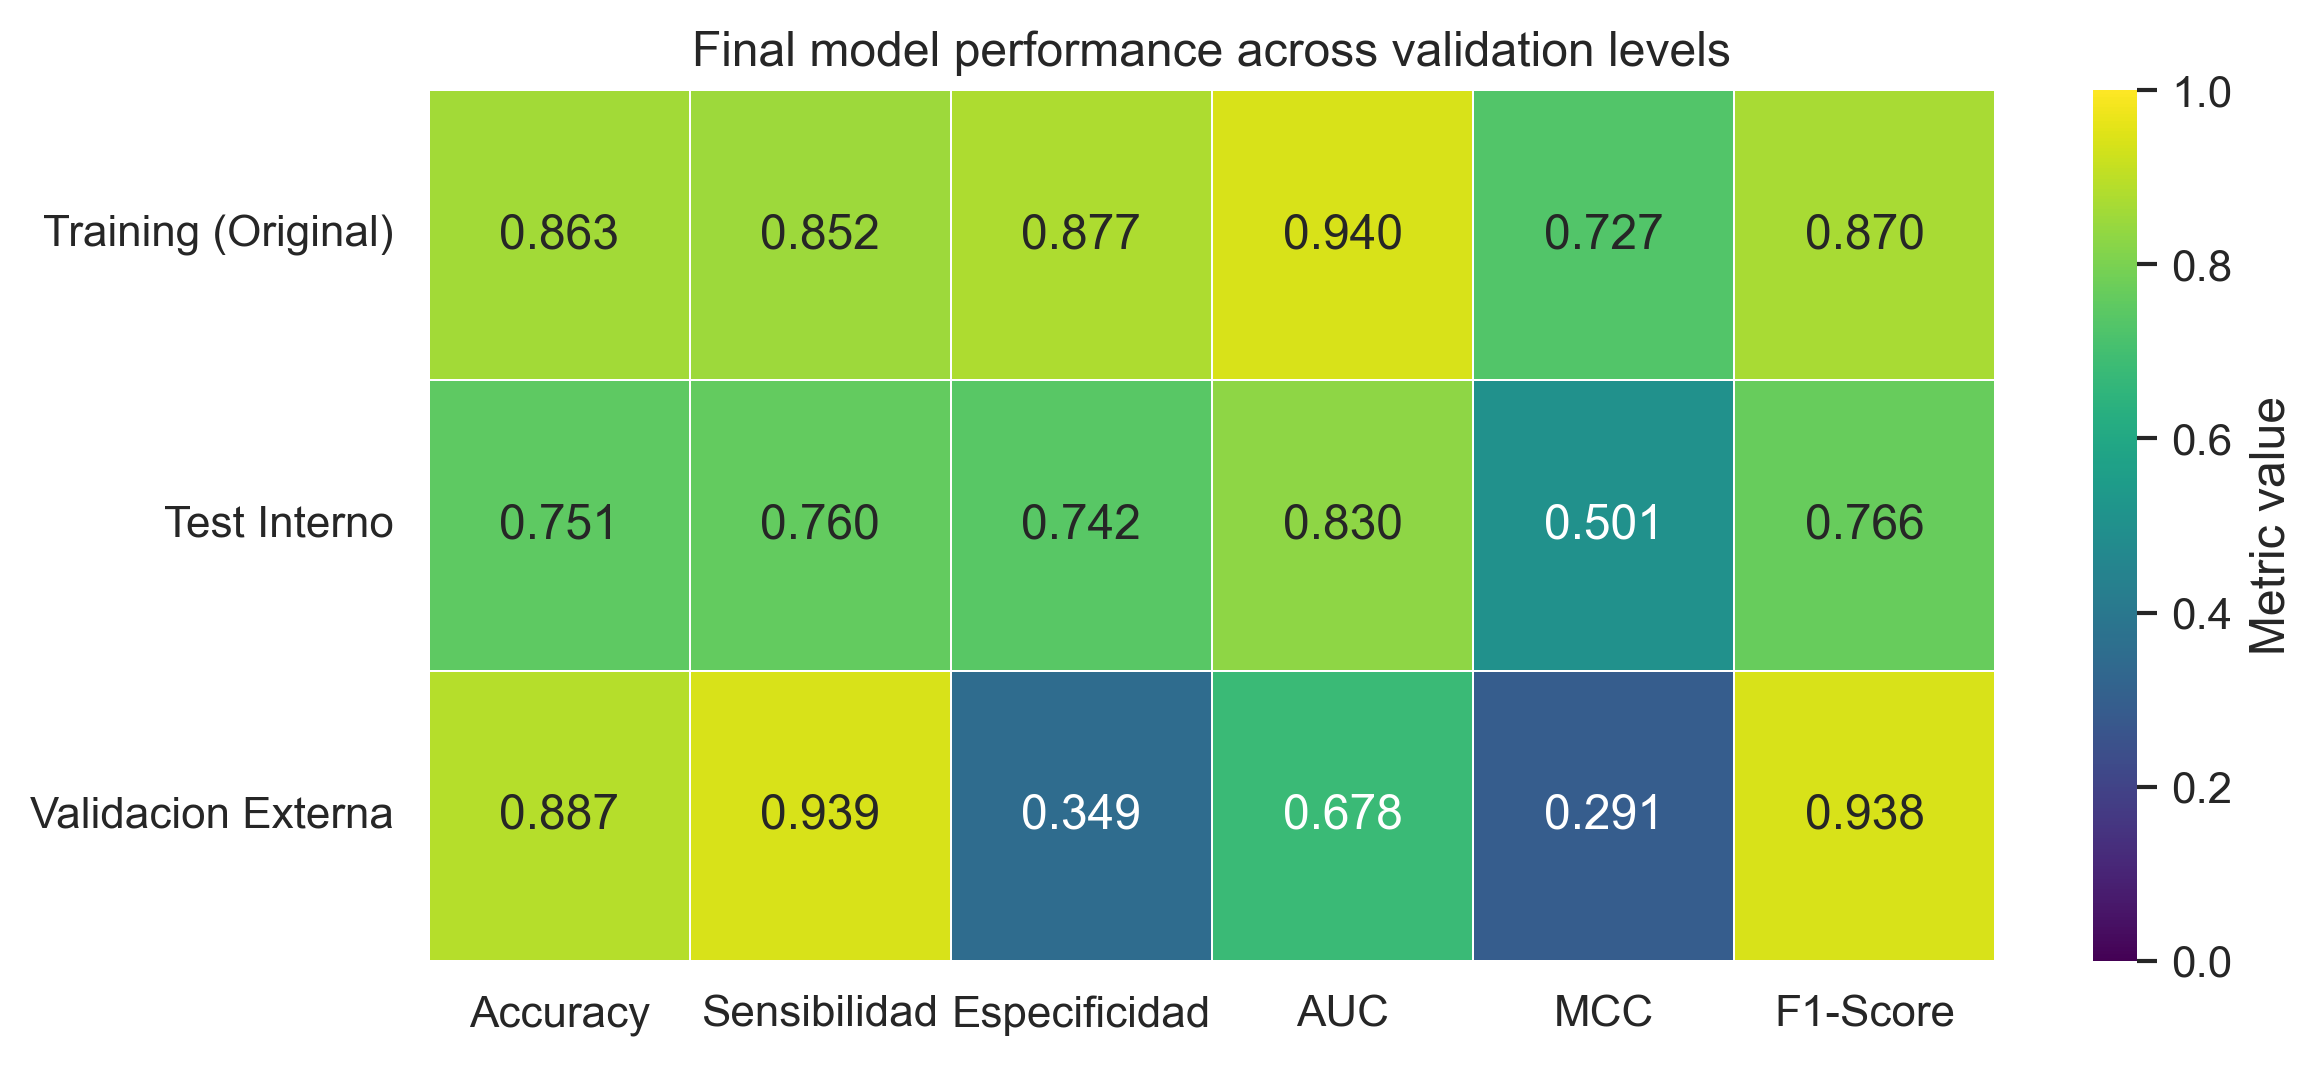 Final model performance across validation levels
Training (Original) 0.863 0.852 0.877 0.940 0.727 0.870
Test Interno 0.751 0.760 0.742 0.830 0.501 0.766
Validacion Externa 0.887 0.939 0.349 0.678 0.291 0.938
Accuracy Sensibilidad Especificidad AUC MCC F1-Score
1.0
0.8
0.6
0.4
0.2
0.0
Metric value